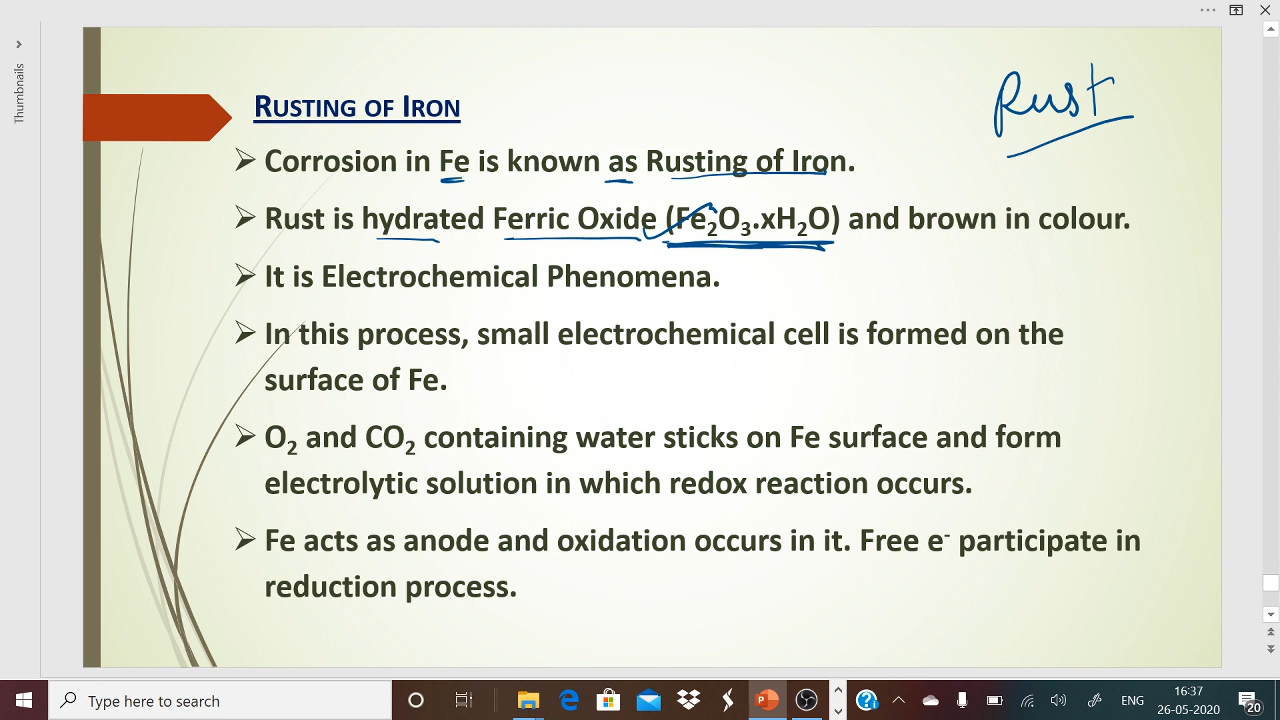 Thumbnails
RUSTING OF IRON
Rust
➢ Corrosion in Fe is known as Rusting of Iron.
➢ Rust is hydrated Ferric Oxide (Fe₂O₃.xH₂O) and brown in colour.
➢ It is Electrochemical Phenomena.
➢ In this process, small electrochemical cell is formed on the
surface of Fe.
➢ O₂ and CO₂ containing water sticks on Fe surface and form
electrolytic solution in which redox reaction occurs.
➢ Fe acts as anode and oxidation occurs in it. Free e⁻ participate in
reduction process.
Type here to search
ENG
16:37
26-05-2020
20